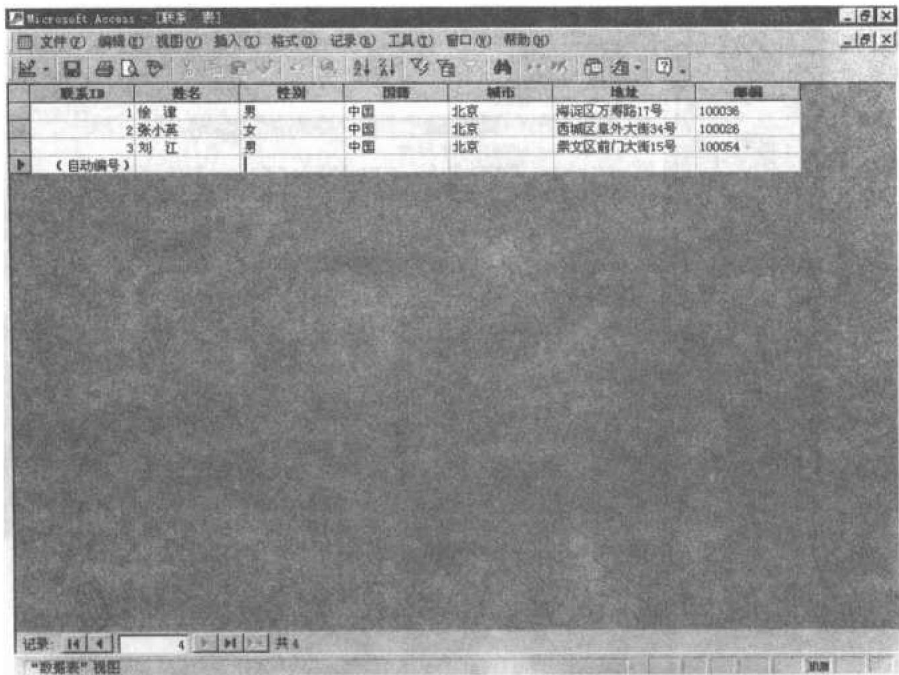 Microsoft Access - [联系 表]
文件(F) 编辑(E) 视图(V) 插入(I) 格式(O) 记录(R) 工具(T) 窗口(W) 帮助(H)
联系ID 姓名 性别 国籍 城市 地址 邮编
1 徐 谏 男 中国 北京 海淀区万寿路17号 100036
2 张小英 女 中国 北京 西城区阜外大街34号 100026
3 刘 江 男 中国 北京 崇文区前门大街15号 100054
(自动编号)
记录: 4 共 4
“数据表”视图